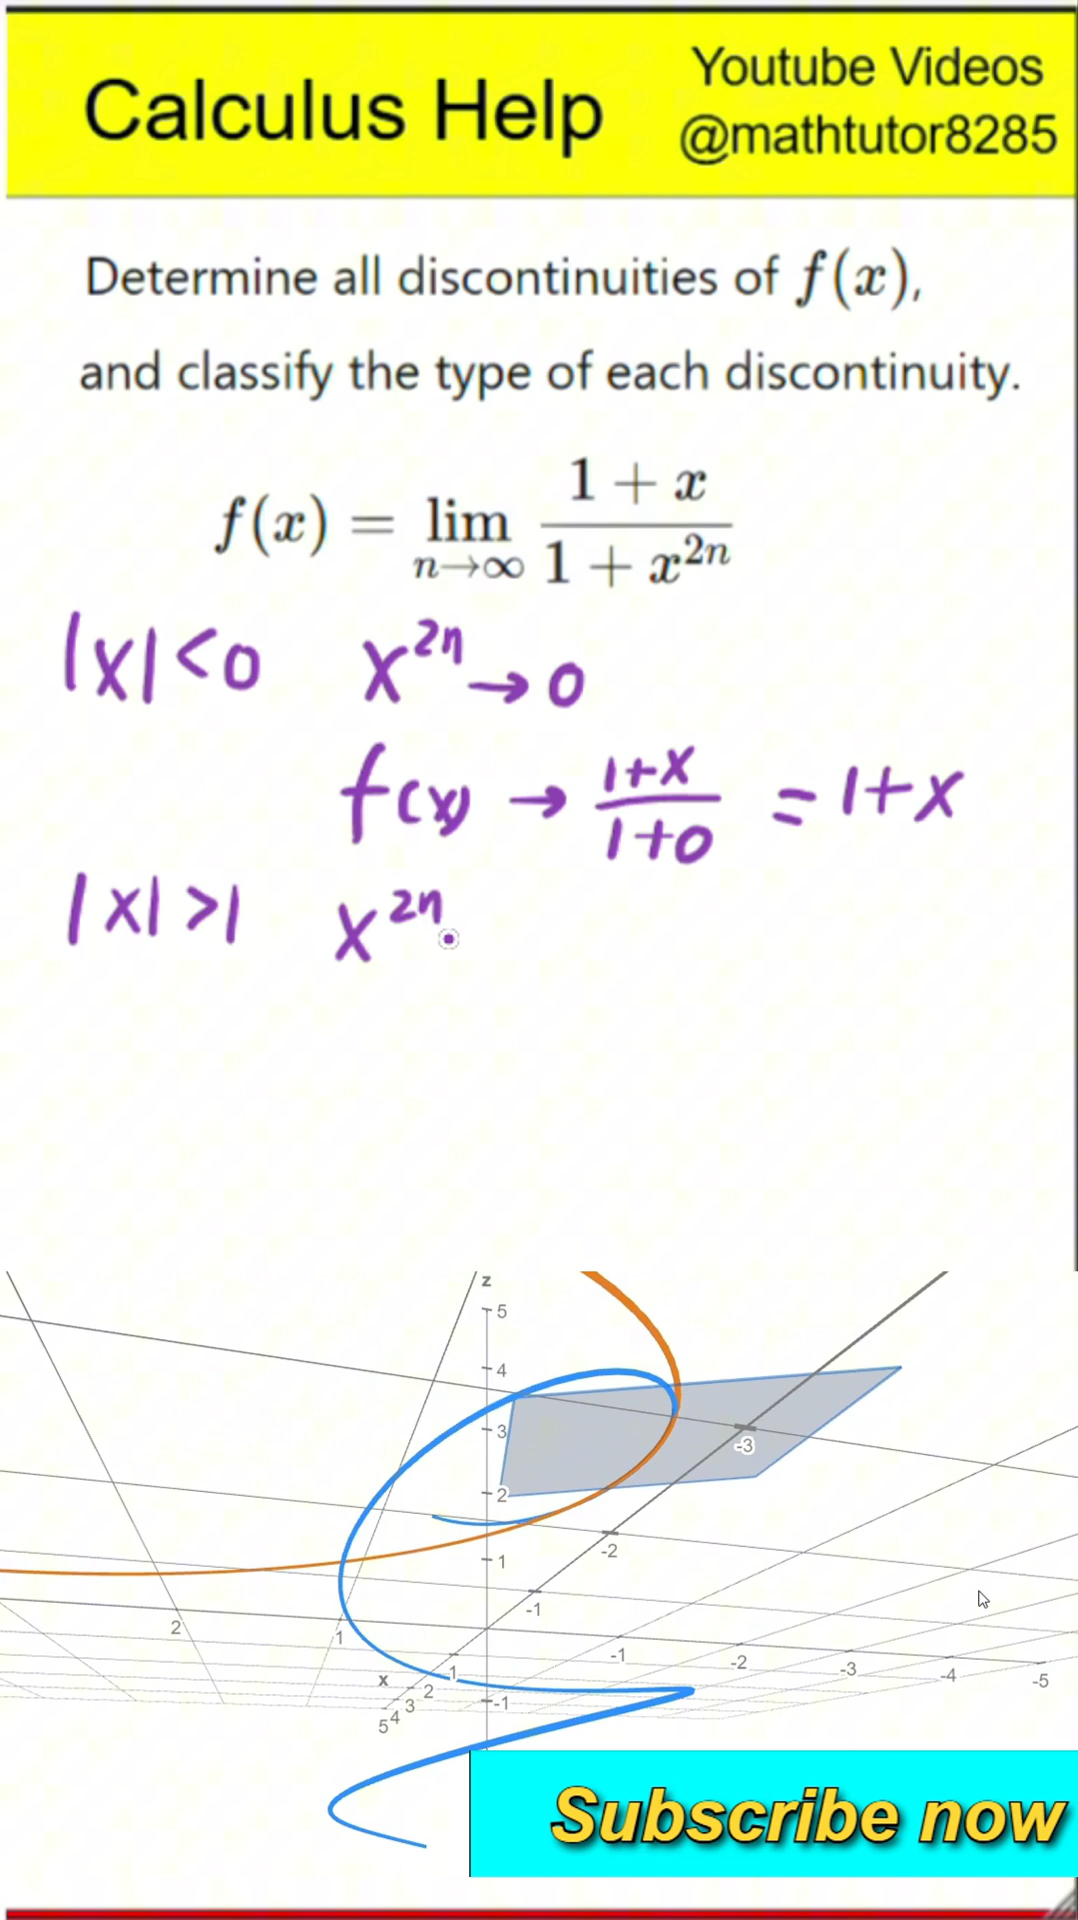 Calculus Help
Youtube Videos
@mathtutor8285
Determine all discontinuities of f(x),
and classify the type of each discontinuity.
f(x) = lim n→∞ (1 + x)/(1 + x^{2n})
|x| < 0 x^{2n} → 0
f(x) → (1+x)/(1+0) = 1+x
|x| > 1 x^{2n}
z
5
4
3
-3
2
-2
1
-1
2
1
-1
-2
-3
-4
-5
x
1
2
3
4
5
-1
Subscribe now